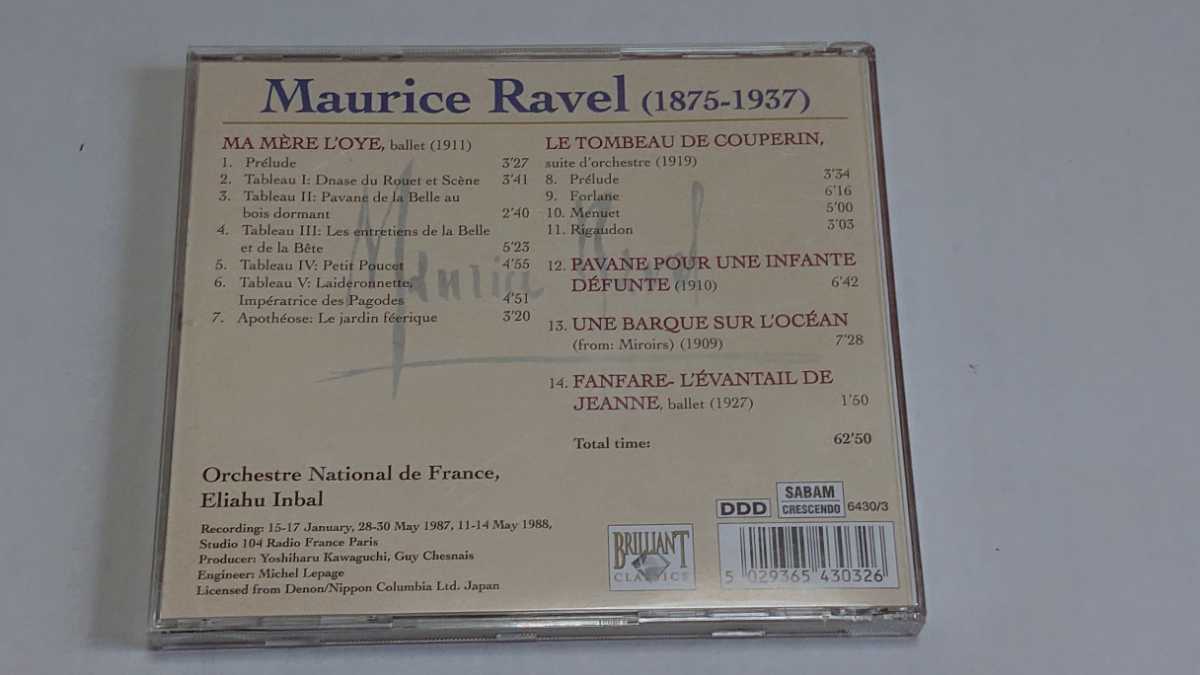 Maurice Ravel (1875-1937)
MA MÈRE L'OYE, ballet (1911)
1. Prélude 3'27
2. Tableau I: Dnase du Rouet et Scène 3'41
3. Tableau II: Pavane de la Belle au
bois dormant 2'40
4. Tableau III: Les entretiens de la Belle
et de la Bête 5'23
5. Tableau IV: Petit Poucet 4'55
6. Tableau V: Laideronnette,
Impératrice des Pagodes 4'51
7. Apothéose: Le jardin féerique 3'20
LE TOMBEAU DE COUPERIN,
suite d'orchestre (1919)
8. Prélude 3'34
9. Forlane 6'16
10. Menuet 5'00
11. Rigaudon 3'03
12. PAVANE POUR UNE INFANTE
DÉFUNTE (1910) 6'42
13. UNE BARQUE SUR L'OCÉAN
(from: Miroirs) (1909) 7'28
14. FANFARE- L'ÉVANTAIL DE
JEANNE, ballet (1927) 1'50
Total time: 62'50
Maurice Ravel
Orchestre National de France,
Eliahu Inbal
Recording: 15-17 January, 28-30 May 1987, 11-14 May 1988,
Studio 104 Radio France Paris
Producer: Yoshiharu Kawaguchi, Guy Chesnais
Engineer: Michel Lepage
Licensed from Denon/Nippon Columbia Ltd. Japan
BRILLIANT
CLASSICS
DDD
SABAM
CRESCENDO
6430/3
5 029365 430326